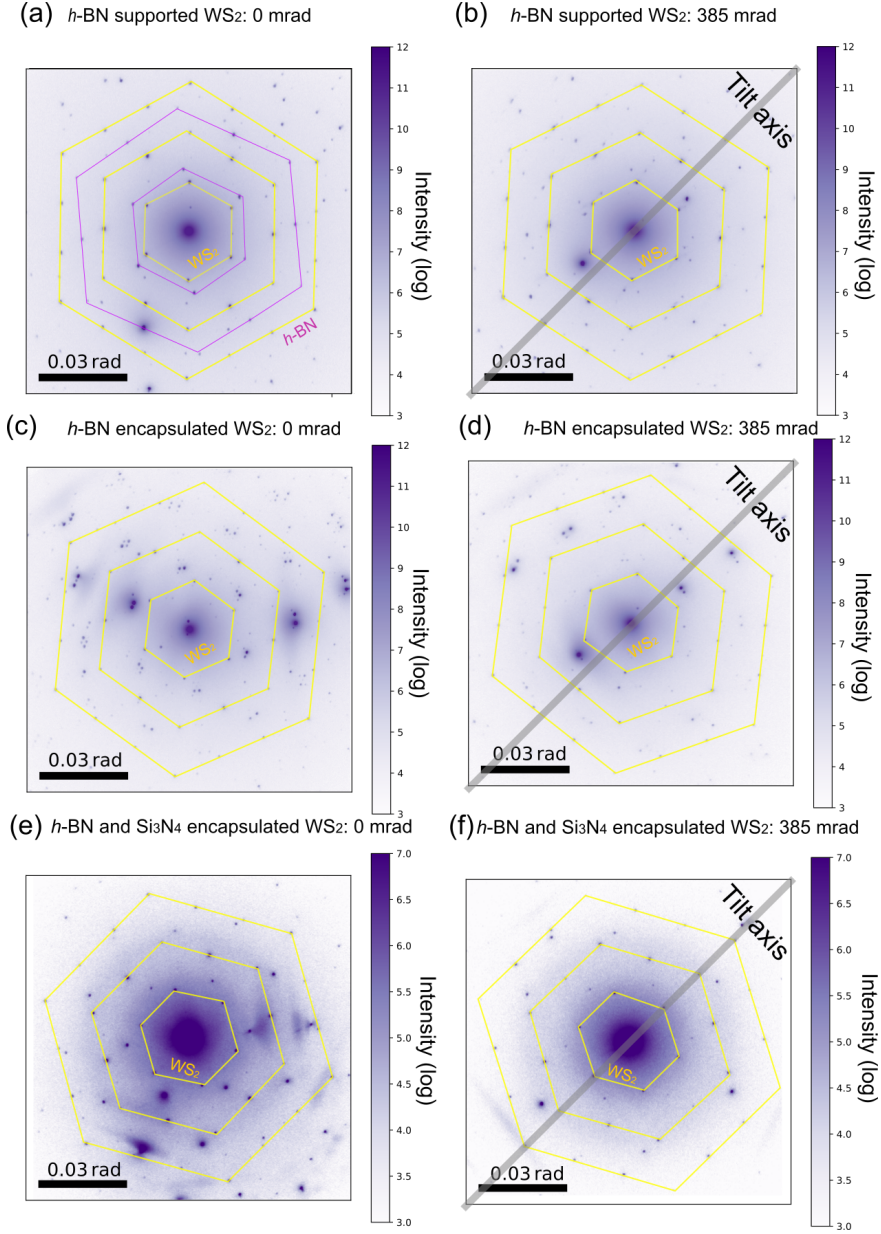 (a) h-BN supported WS₂: 0 mrad
12
11
10
9
8
7
6
5
4
3
Intensity (log)
WS₂
h-BN
0.03 rad
(b) h-BN supported WS₂: 385 mrad
12
11
10
9
8
7
6
5
4
3
Intensity (log)
Tilt axis
WS₂
0.03 rad
(c) h-BN encapsulated WS₂: 0 mrad
12
11
10
9
8
7
6
5
4
3
Intensity (log)
WS₂
0.03 rad
(d) h-BN encapsulated WS₂: 385 mrad
12
11
10
9
8
7
6
5
4
3
Intensity (log)
Tilt axis
WS₂
0.03 rad
(e) h-BN and Si₃N₄ encapsulated WS₂: 0 mrad
7.0
6.5
6.0
5.5
5.0
4.5
4.0
3.5
3.0
Intensity (log)
WS₂
0.03 rad
(f) h-BN and Si₃N₄ encapsulated WS₂: 385 mrad
7.0
6.5
6.0
5.5
5.0
4.5
4.0
3.5
3.0
Intensity (log)
Tilt axis
WS₂
0.03 rad